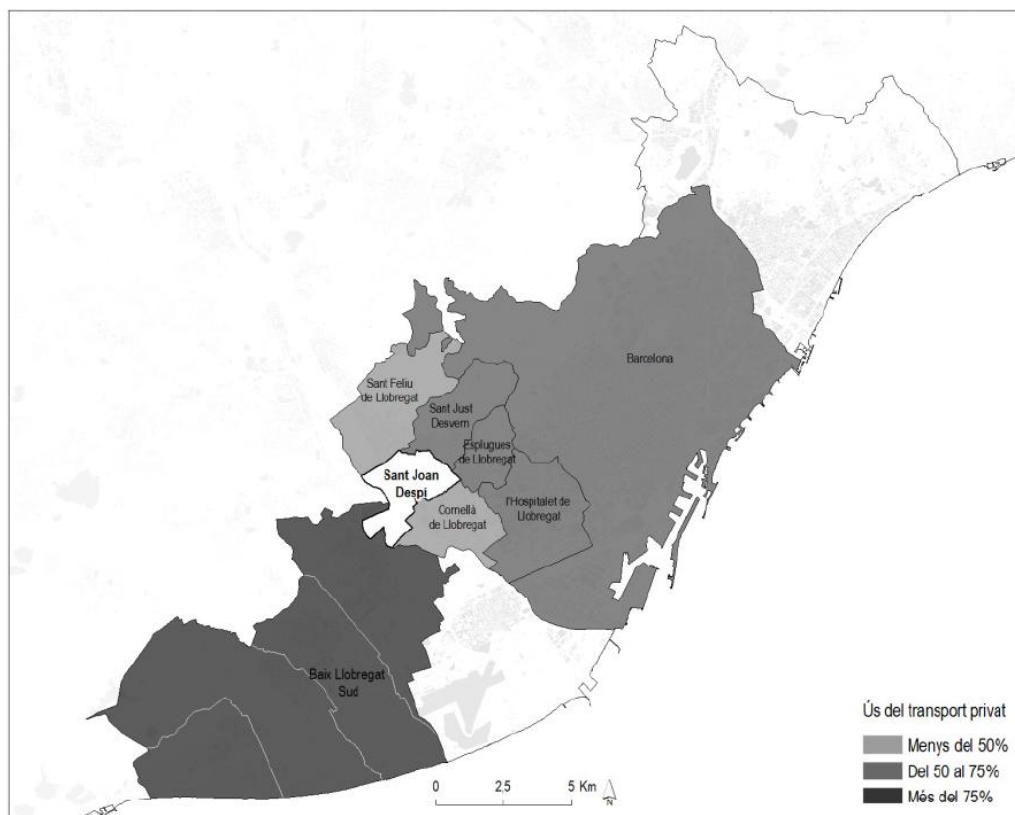 Barcelona
Sant Feliu
de Llobregat
Sant Just
Desvern
Esplugues
de Llobregat
Sant Joan
Despí
Cornellà
de Llobregat
l'Hospitalet de
Llobregat
Baix Llobregat
Sud
Ús del transport privat
Menys del 50%
Del 50 al 75%
Més del 75%
0 2,5 5 Km
N